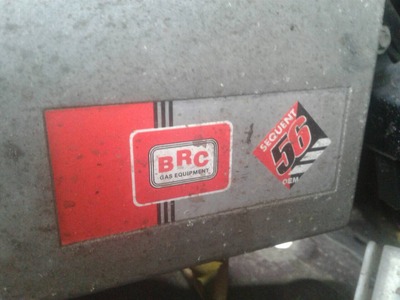 BRC
GAS EQUIPMENT
SEQUENT
56
OEM